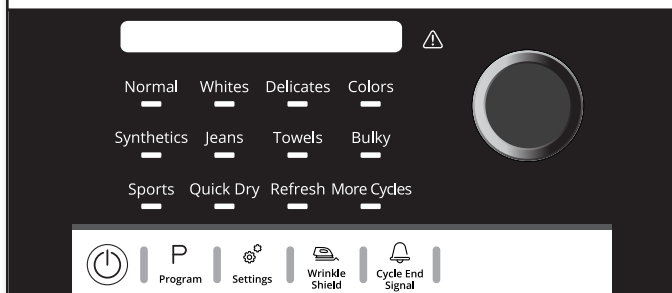 Normal Whites Delicates Colors
Synthetics Jeans Towels Bulky
Sports Quick Dry Refresh More Cycles
P
Program
Settings
Wrinkle
Shield
Cycle End
Signal